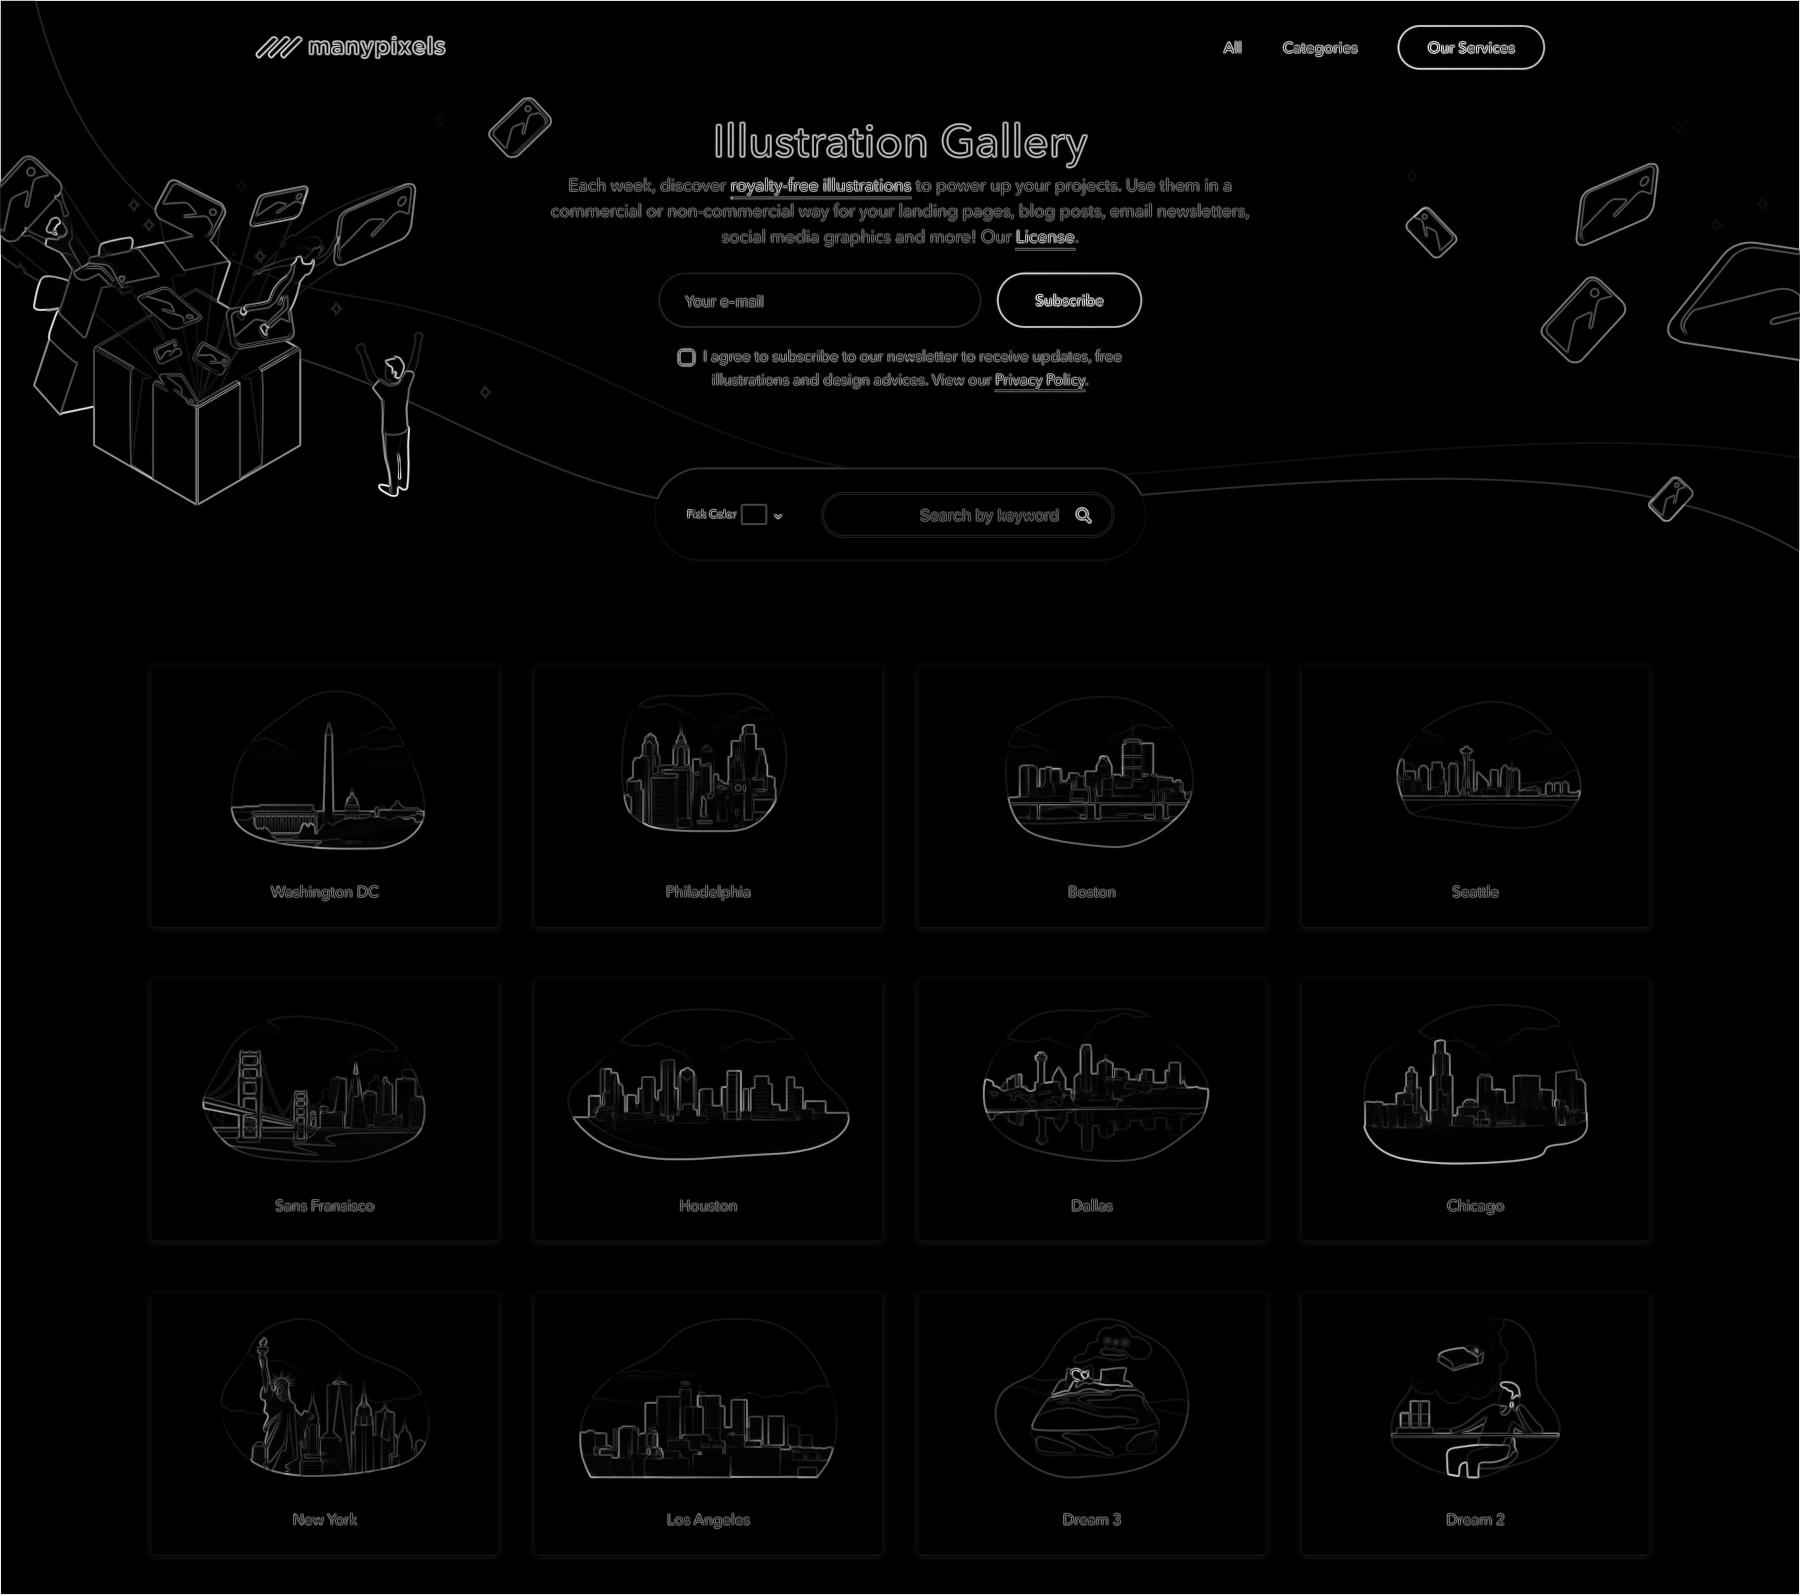 manypixels
All
Categories
Our Services
Illustration Gallery
Each week, discover royalty-free illustrations to power up your projects. Use them in a
commercial or non-commercial way for your landing pages, blog posts, email newsletters,
social media graphics and more! Our License.
Your e-mail
Subscribe
I agree to subscribe to our newsletter to receive updates, free
illustrations and design advices. View our Privacy Policy.
Pick Color
Search by keyword
Washington DC
Philadelphia
Boston
Seattle
Sans Fransisco
Houston
Dallas
Chicago
New York
Los Angeles
Dream 3
Dream 2